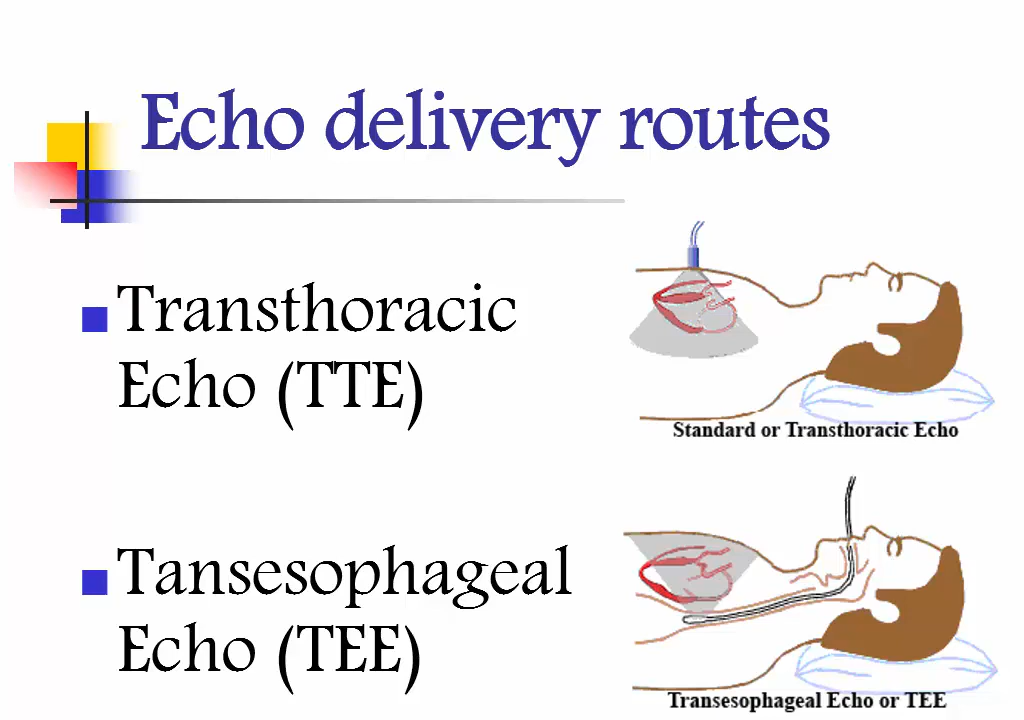 Echo delivery routes
Transthoracic
Echo (TTE)
Standard or Transthoracic Echo
Tansesophageal
Echo (TEE)
Transesophageal Echo or TEE